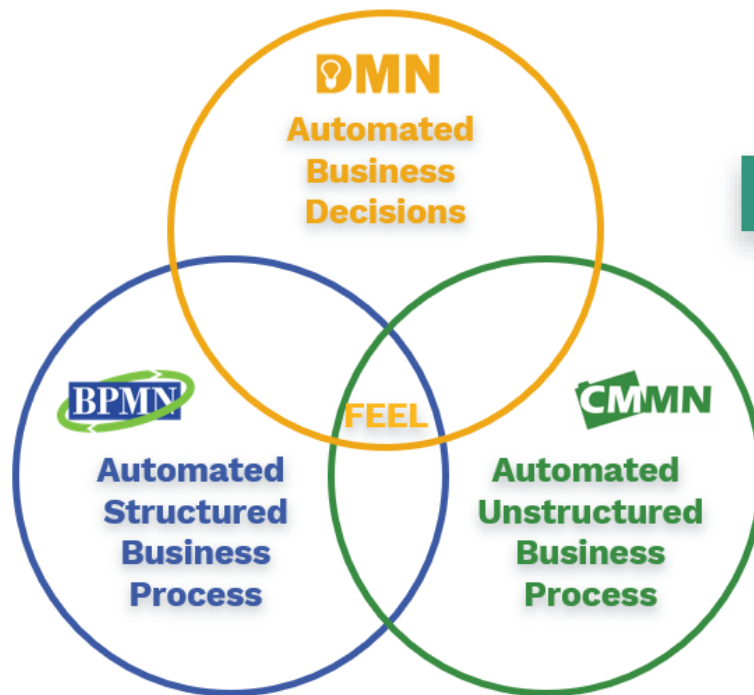 DMN
Automated
Business
Decisions
BPMN
CMMN
FEEL
Automated
Structured
Business
Process
Automated
Unstructured
Business
Process